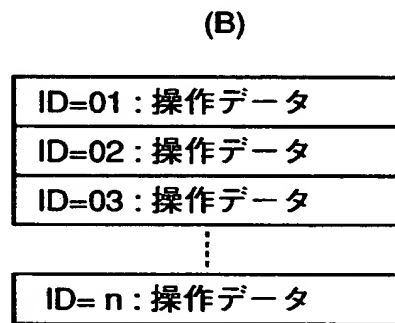 (B)
ID=01 : 操作データ
ID=02 : 操作データ
ID=03 : 操作データ
ID= n : 操作データ